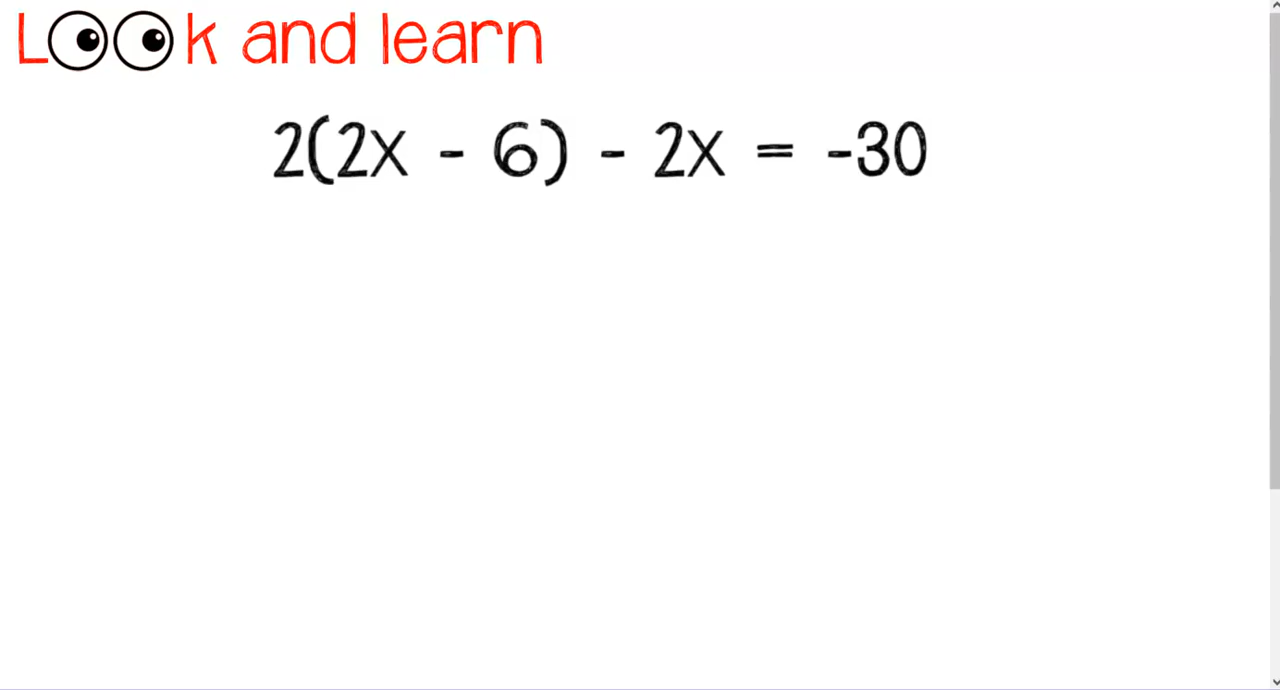 Look and learn
2(2x - 6) - 2x = -30